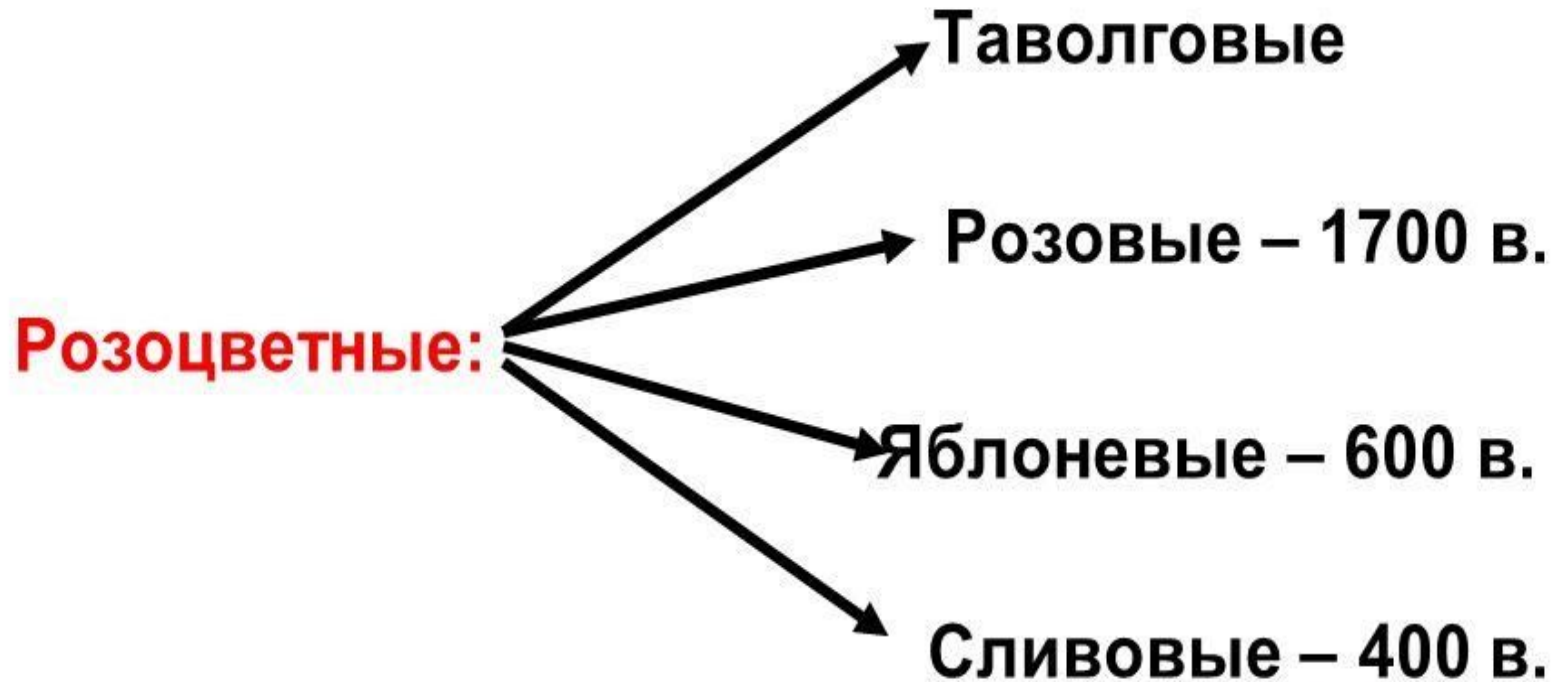 Таволговые
Розовые – 1700 в.
Розоцветные:
Яблоневые – 600 в.
Сливовые – 400 в.